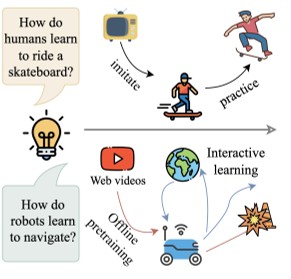 How do
humans learn
to ride a
skateboard?
imitate
practice
Web videos
Interactive
learning
Offline
pretraining
How do
robots learn
to navigate?